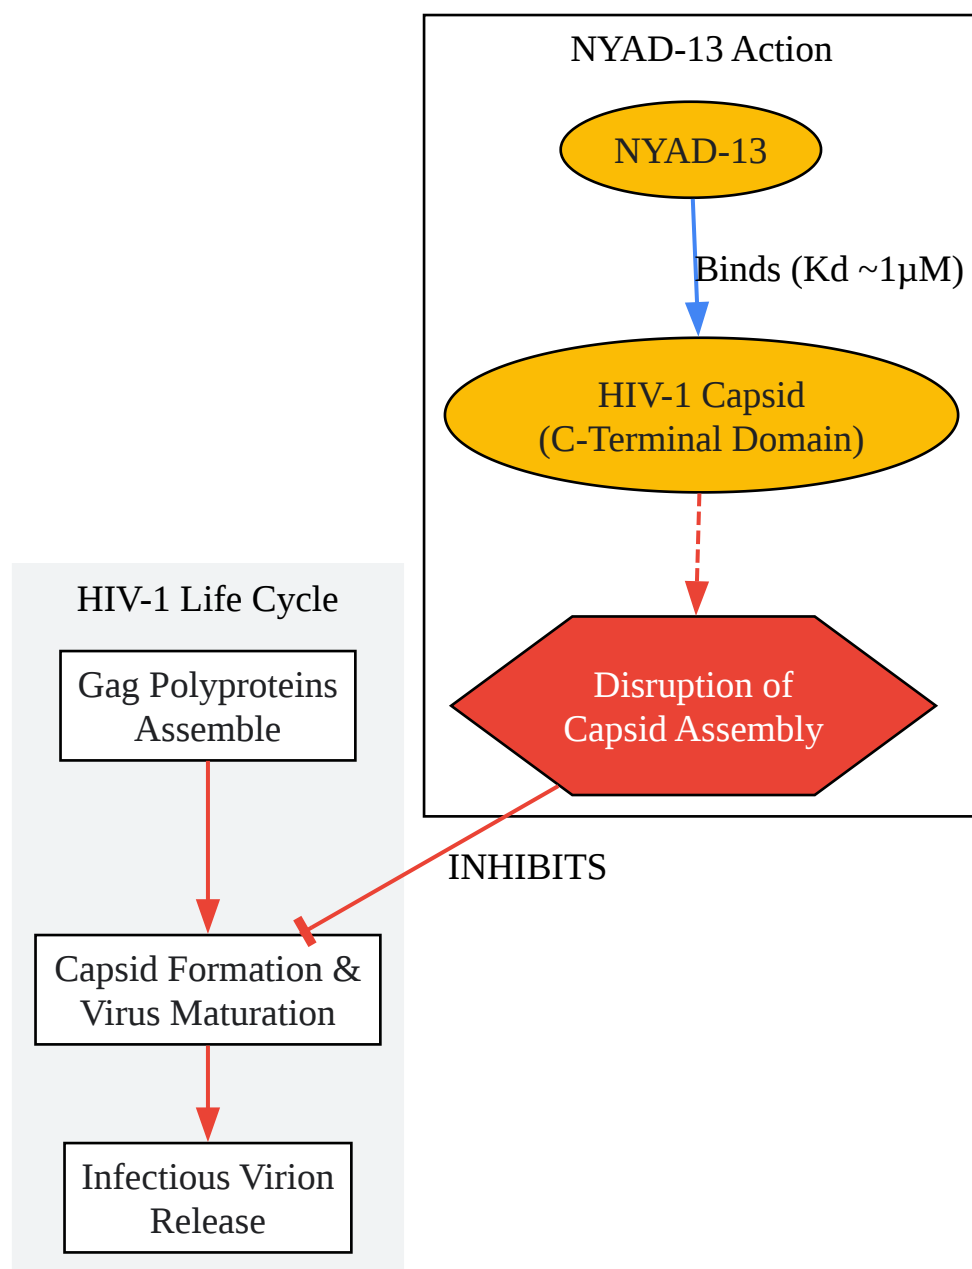 NYAD-13 Action
NYAD-13
Binds (Kd ~1µM)
HIV-1 Capsid
(C-Terminal Domain)
Disruption of
Capsid Assembly
INHIBITS
HIV-1 Life Cycle
Gag Polyproteins
Assemble
Capsid Formation &
Virus Maturation
Infectious Virion
Release